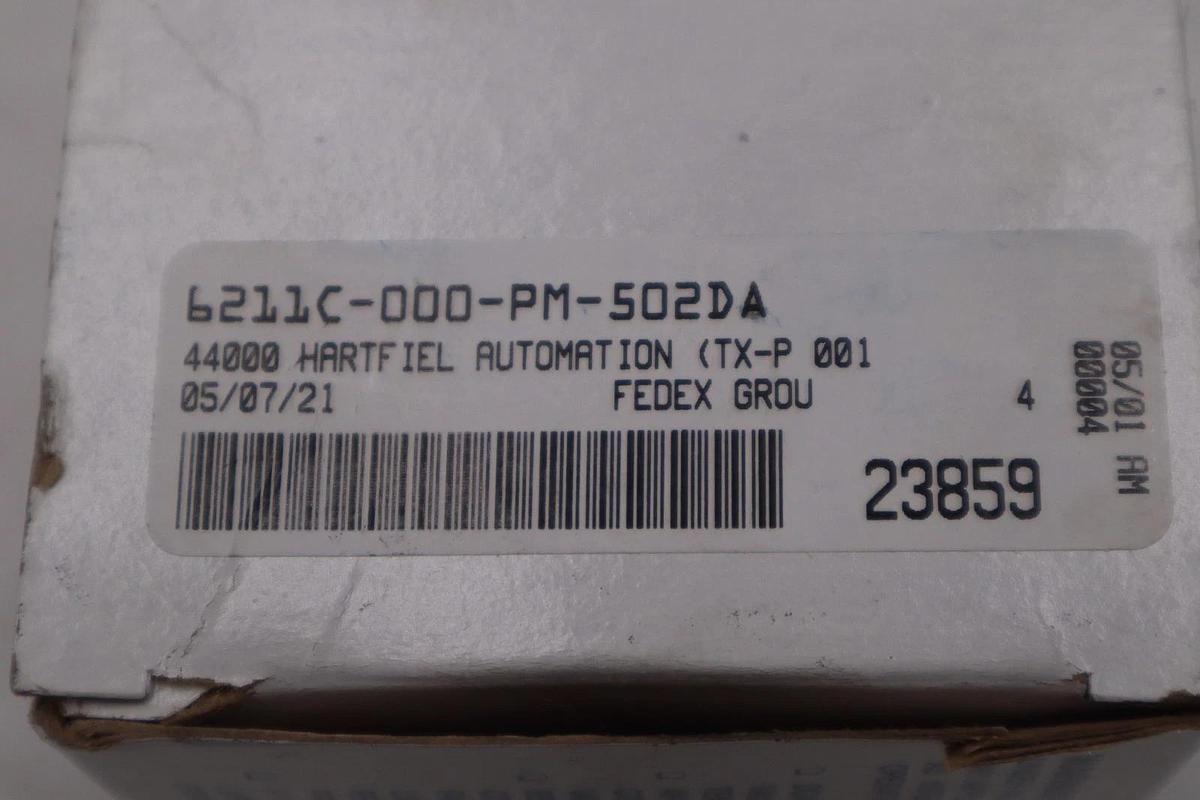 6211C-000-PM-502DA
44000 HARTFIEL AUTOMATION (TX-P 001
05/07/21 FEDEX GROU 4
23859
05/01 AM
00004